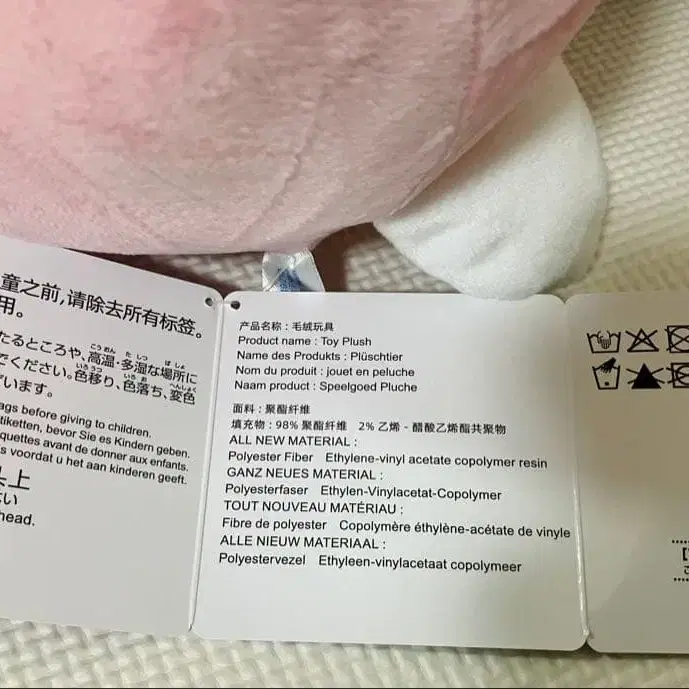 童之前,请除去所有标签。
用。
たるところや、高温・多湿な場所に
でください。色移り、色落ち、変色
います。
ags before giving to children.
tiketten, bevor Sie es Kindern geben.
quettes avant de donner aux enfants.
s voordat u het aan kinderen geeft.
以上
ない
head.
产品名称 : 毛绒玩具
Product name : Toy Plush
Name des Produkts : Plüschtier
Nom du produit : jouet en peluche
Naam product : Speelgoed Pluche
面料 : 聚酯纤维
填充物 : 98% 聚酯纤维 2% 乙烯 - 醋酸乙烯酯共聚物
ALL NEW MATERIAL :
Polyester Fiber Ethylene-vinyl acetate copolymer resin
GANZ NEUES MATERIAL :
Polyesterfaser Ethylen-Vinylacetat-Copolymer
TOUT NOUVEAU MATÉRIAU :
Fibre de polyester Copolymère éthylène-acétate de vinyle
ALLE NIEUW MATERIAAL :
Polyestervezel Ethyleen-vinylacetaat copolymeer